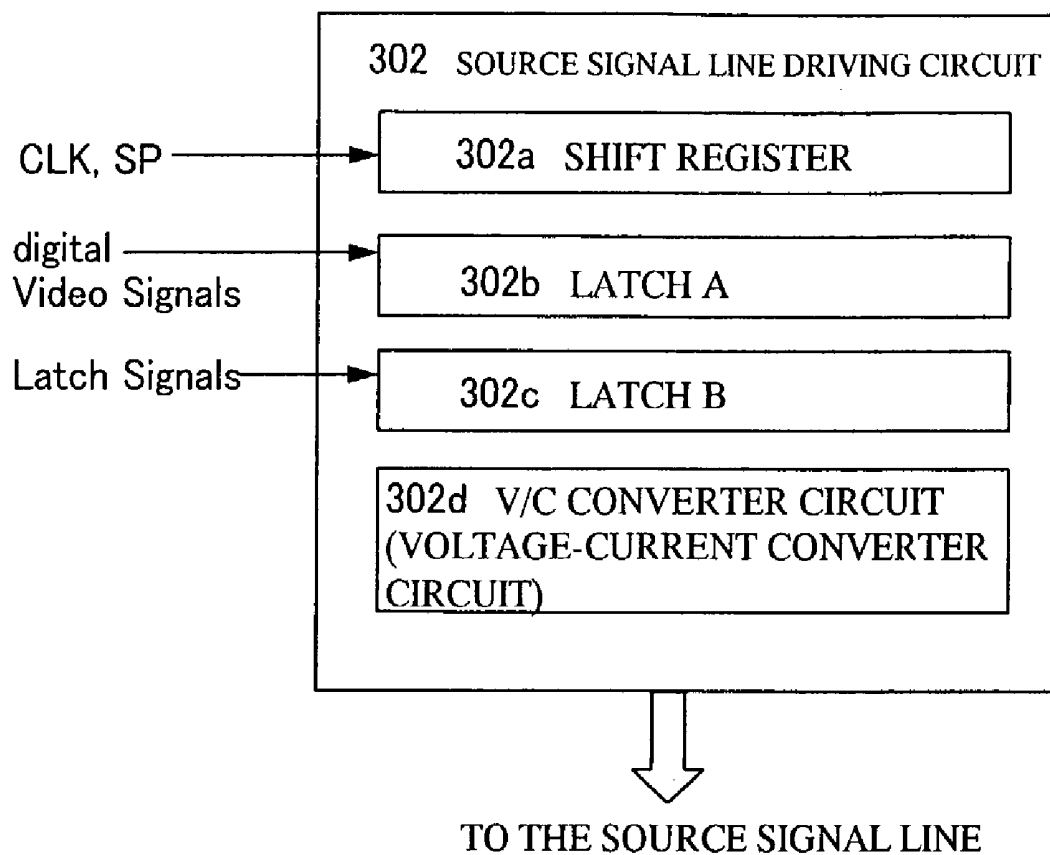 302 SOURCE SIGNAL LINE DRIVING CIRCUIT
CLK, SP
302a SHIFT REGISTER
digital
Video Signals
302b LATCH A
Latch Signals
302c LATCH B
302d V/C CONVERTER CIRCUIT
(VOLTAGE-CURRENT CONVERTER
CIRCUIT)
TO THE SOURCE SIGNAL LINE